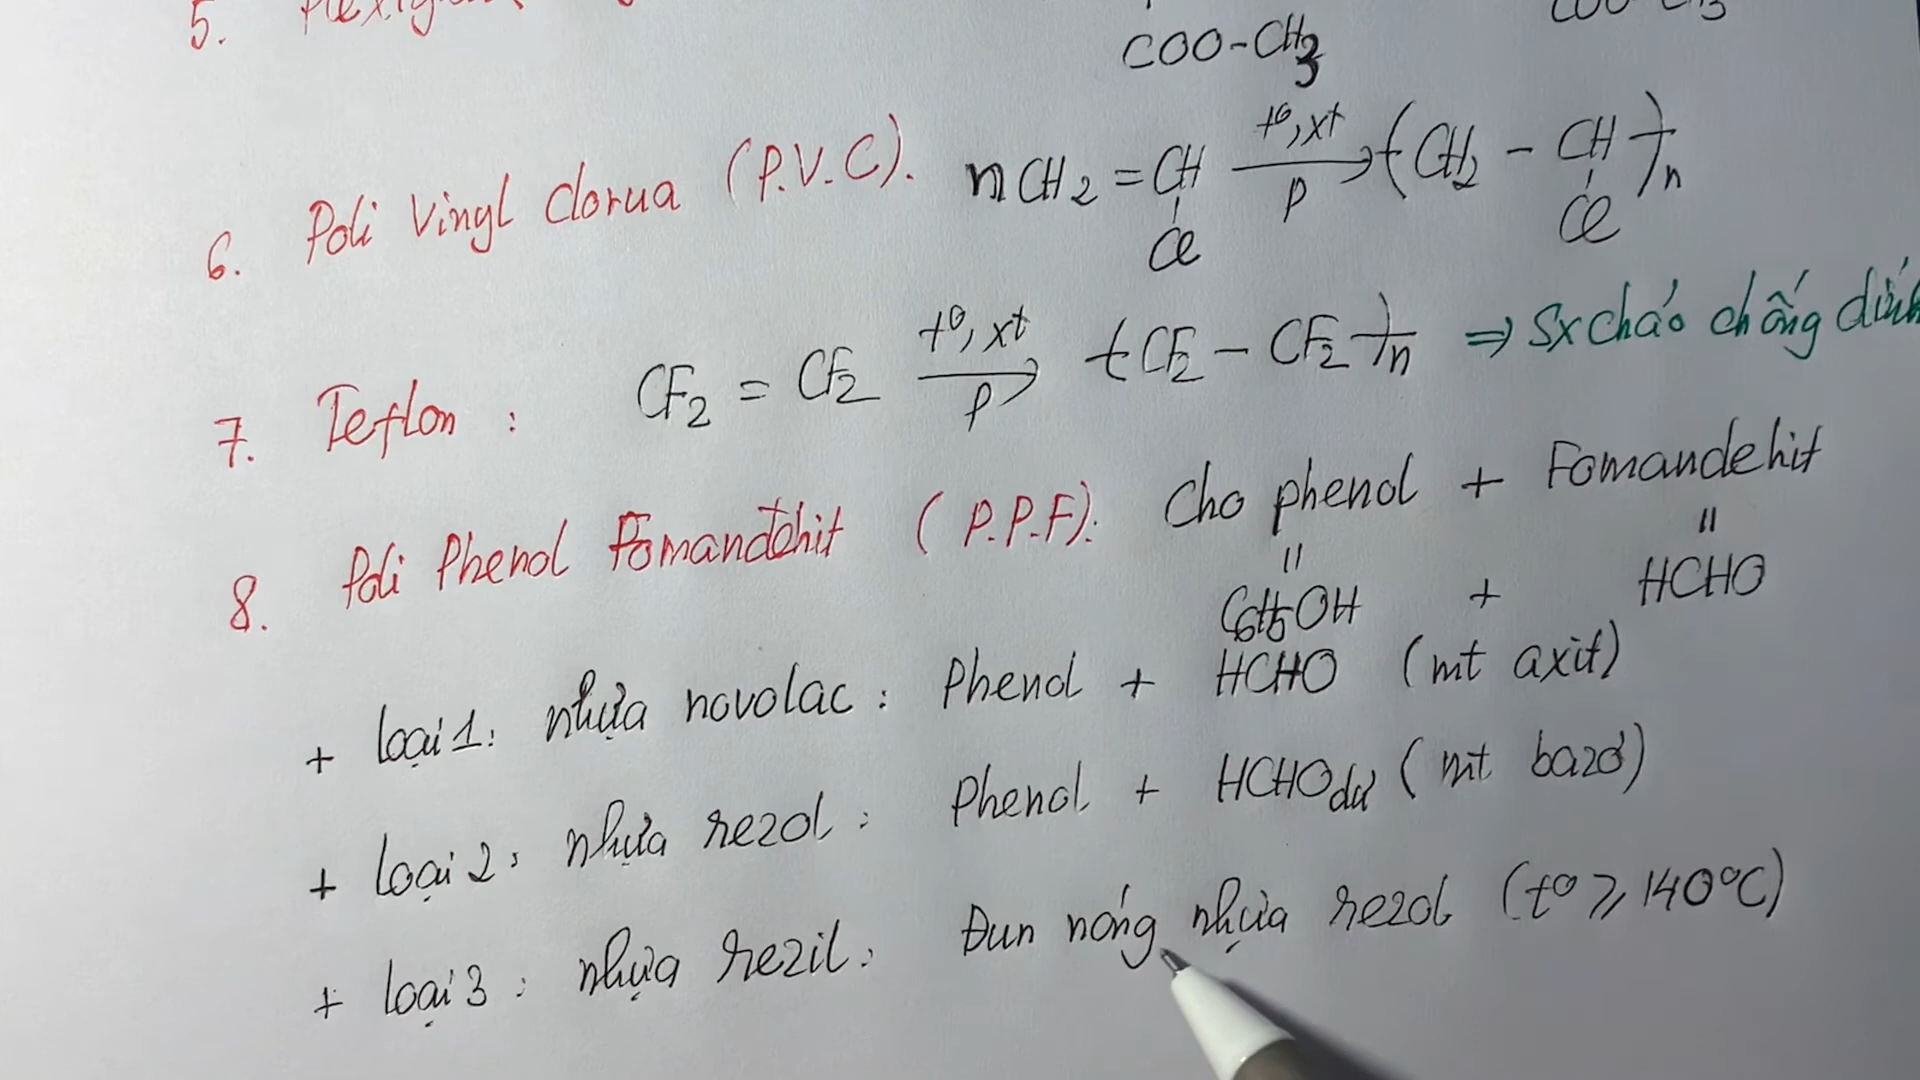 5.
COO-CH3
6. Poli Vinyl Clorua (P.V.C). nCH2 = CH t°, xt p (CH2 - CH)n
Cl Cl
7. Teflon : CF2 = CF2 t°, xt p (CF2 - CF2)n ⇒ Sx chảo chống dính
8. Poli Phenol Fomandehit (P.P.F). Cho phenol + Fomandehit
= =
C6H5OH + HCHO
+ loại 1: nhựa novolac : Phenol + HCHO (mt axit)
+ loại 2: nhựa rezol : Phenol + HCHO dư (mt bazơ)
+ loại 3: nhựa rezil : Đun nóng nhựa rezol (t° ⩾ 140°C)